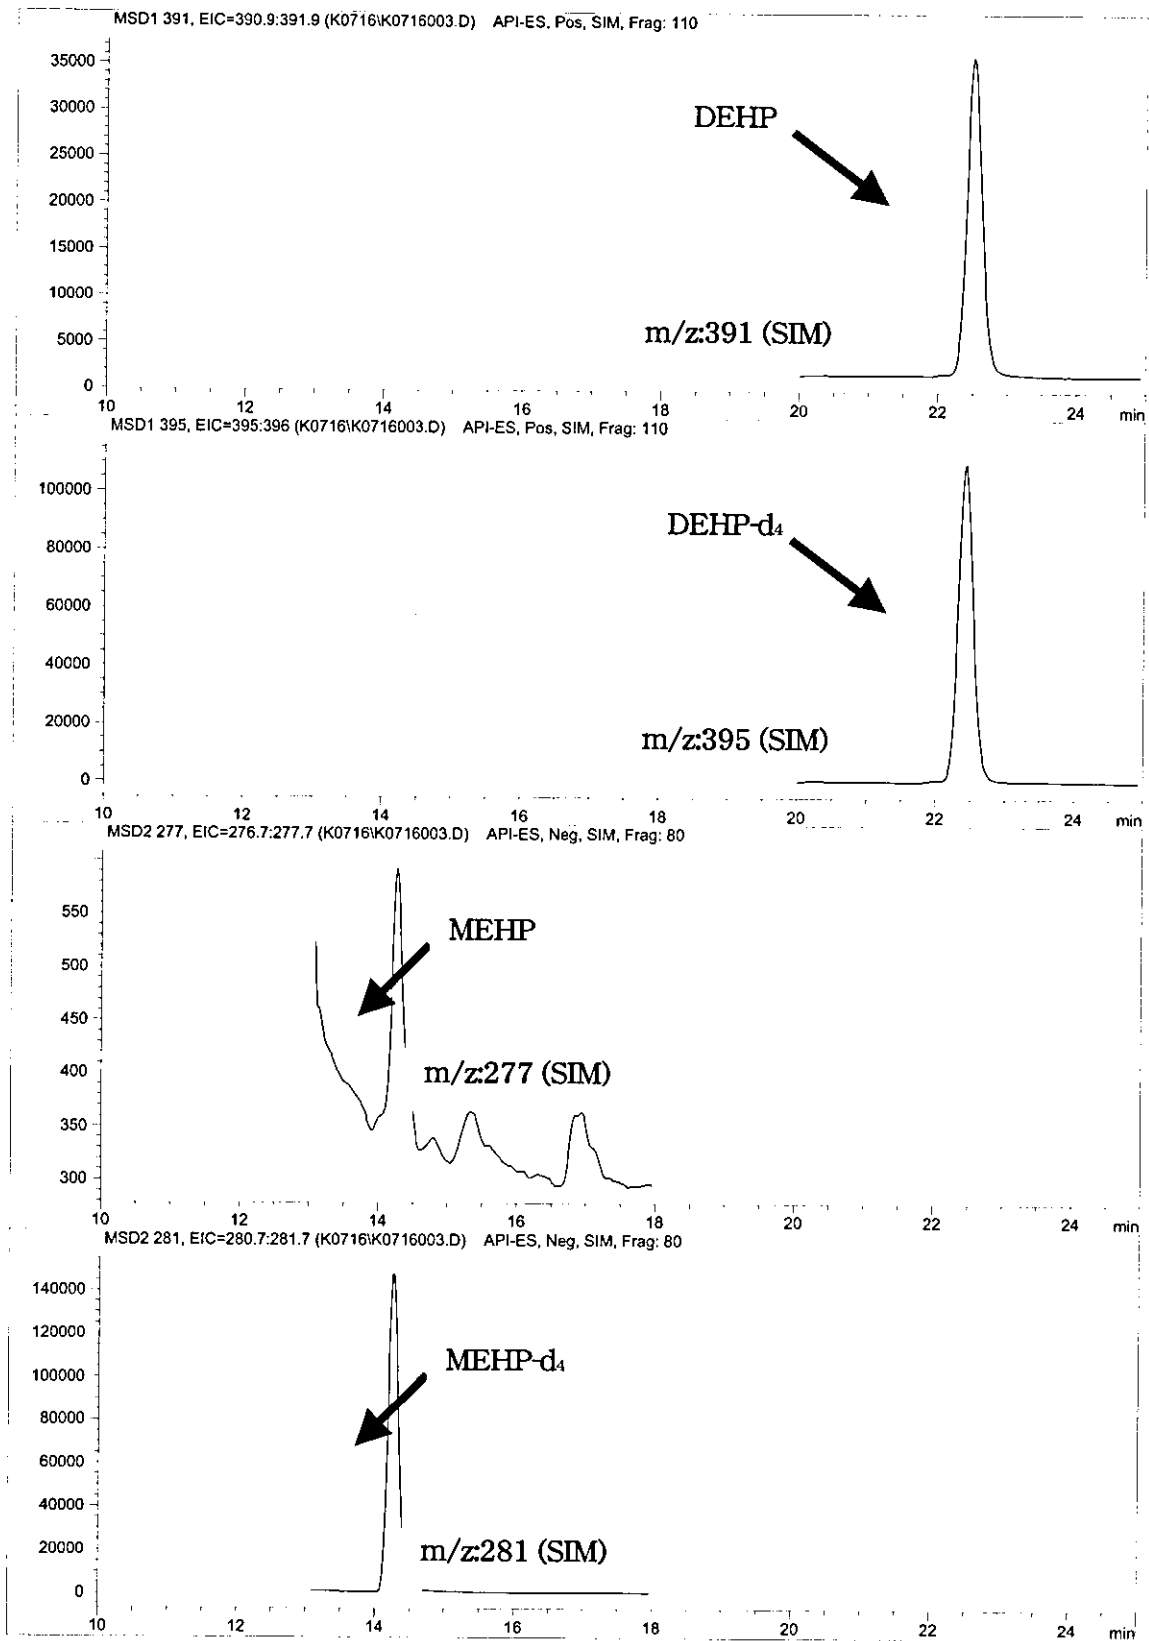 MSD1 391, EIC=390.9:391.9 (K0716\K0716003.D) API-ES, Pos, SIM, Frag: 110
35000
30000
25000
20000
15000
10000
5000
0
DEHP
m/z:391 (SIM)
10 12 14 16 18 20 22 24 min
MSD1 395, EIC=395:396 (K0716\K0716003.D) API-ES, Pos, SIM, Frag: 110
100000
80000
60000
40000
20000
0
DEHP-d4
m/z:395 (SIM)
10 12 14 16 18 20 22 24 min
MSD2 277, EIC=276.7:277.7 (K0716\K0716003.D) API-ES, Neg, SIM, Frag: 80
550
500
450
400
350
300
MEHP
m/z:277 (SIM)
10 12 14 16 18 20 22 24 min
MSD2 281, EIC=280.7:281.7 (K0716\K0716003.D) API-ES, Neg, SIM, Frag: 80
140000
120000
100000
80000
60000
40000
20000
0
MEHP-d4
m/z:281 (SIM)
10 12 14 16 18 20 22 24 min